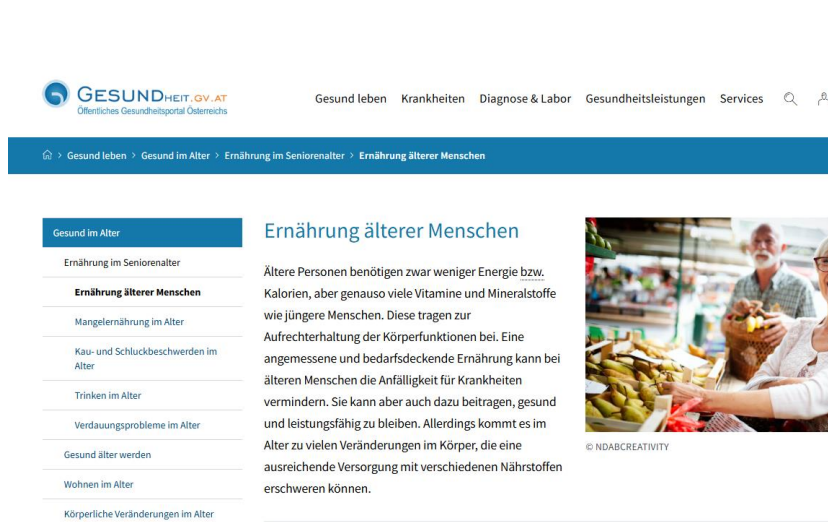 GESUNDHEIT.GV.AT
Öffentliches Gesundheitsportal Österreichs
Gesund leben Krankheiten Diagnose & Labor Gesundheitsleistungen Services
> Gesund leben > Gesund im Alter > Ernährung im Seniorenalter > Ernährung älterer Menschen
Gesund im Alter
Ernährung im Seniorenalter
Ernährung älterer Menschen
Mangelernährung im Alter
Kau- und Schluckbeschwerden im
Alter
Trinken im Alter
Verdauungsprobleme im Alter
Gesund älter werden
Wohnen im Alter
Körperliche Veränderungen im Alter
Ernährung älterer Menschen
Ältere Personen benötigen zwar weniger Energie bzw.
Kalorien, aber genauso viele Vitamine und Mineralstoffe
wie jüngere Menschen. Diese tragen zur
Aufrechterhaltung der Körperfunktionen bei. Eine
angemessene und bedarfsdeckende Ernährung kann bei
älteren Menschen die Anfälligkeit für Krankheiten
vermindern. Sie kann aber auch dazu beitragen, gesund
und leistungsfähig zu bleiben. Allerdings kommt es im
Alter zu vielen Veränderungen im Körper, die eine
ausreichende Versorgung mit verschiedenen Nährstoffen
erschweren können.
© NDABCREATIVITY